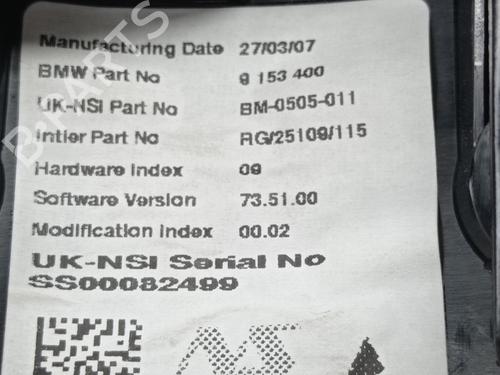 Manufacturing Date 27/03/07
BMW Part No 9 153 400
UK-NSI Part No BM-0505-011
Intier Part No RG/25109/115
Hardware Index 09
Software Version 73.51.00
Modification Index 00.02
UK-NSI Serial No
SS00082499